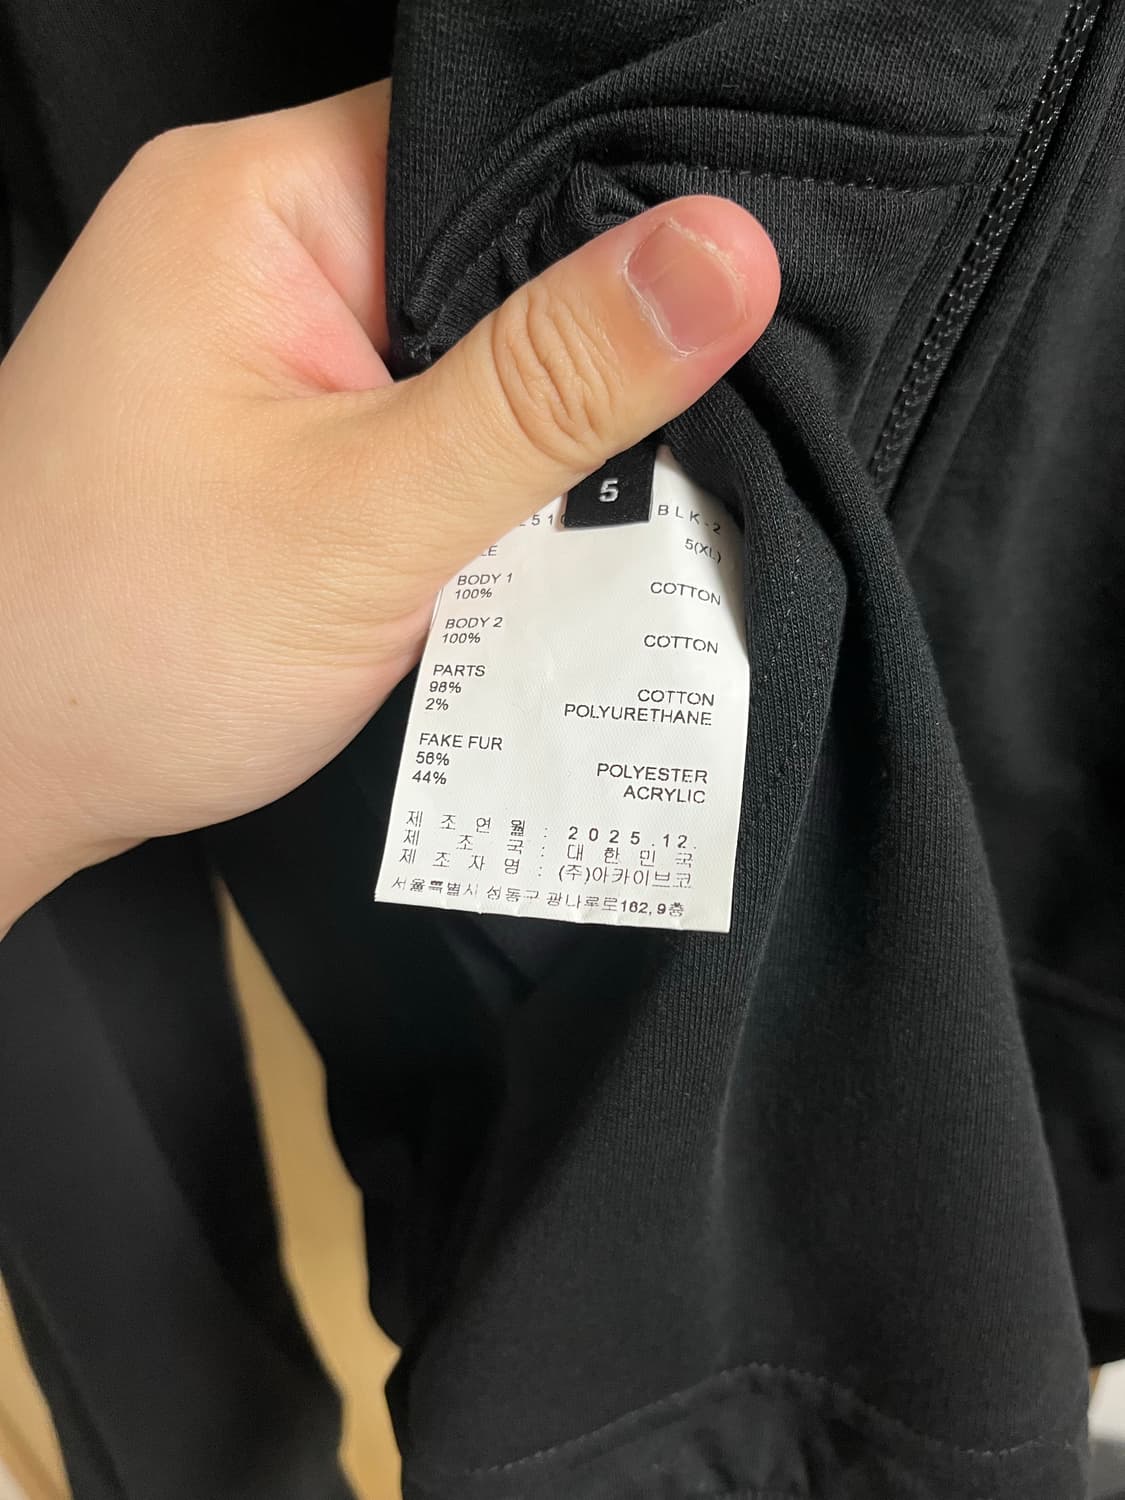 5
BLK-2
5(XL)
BODY 1
100% COTTON
BODY 2
100% COTTON
PARTS
98% COTTON
2% POLYURETHANE
FAKE FUR
56% POLYESTER
44% ACRYLIC
제 조 연 월 : 2025.12.
제 조 국 : 대 한 민 국
제 조 자 명 : (주)아카이브코
서울특별시 성동구 광나루로162, 9층